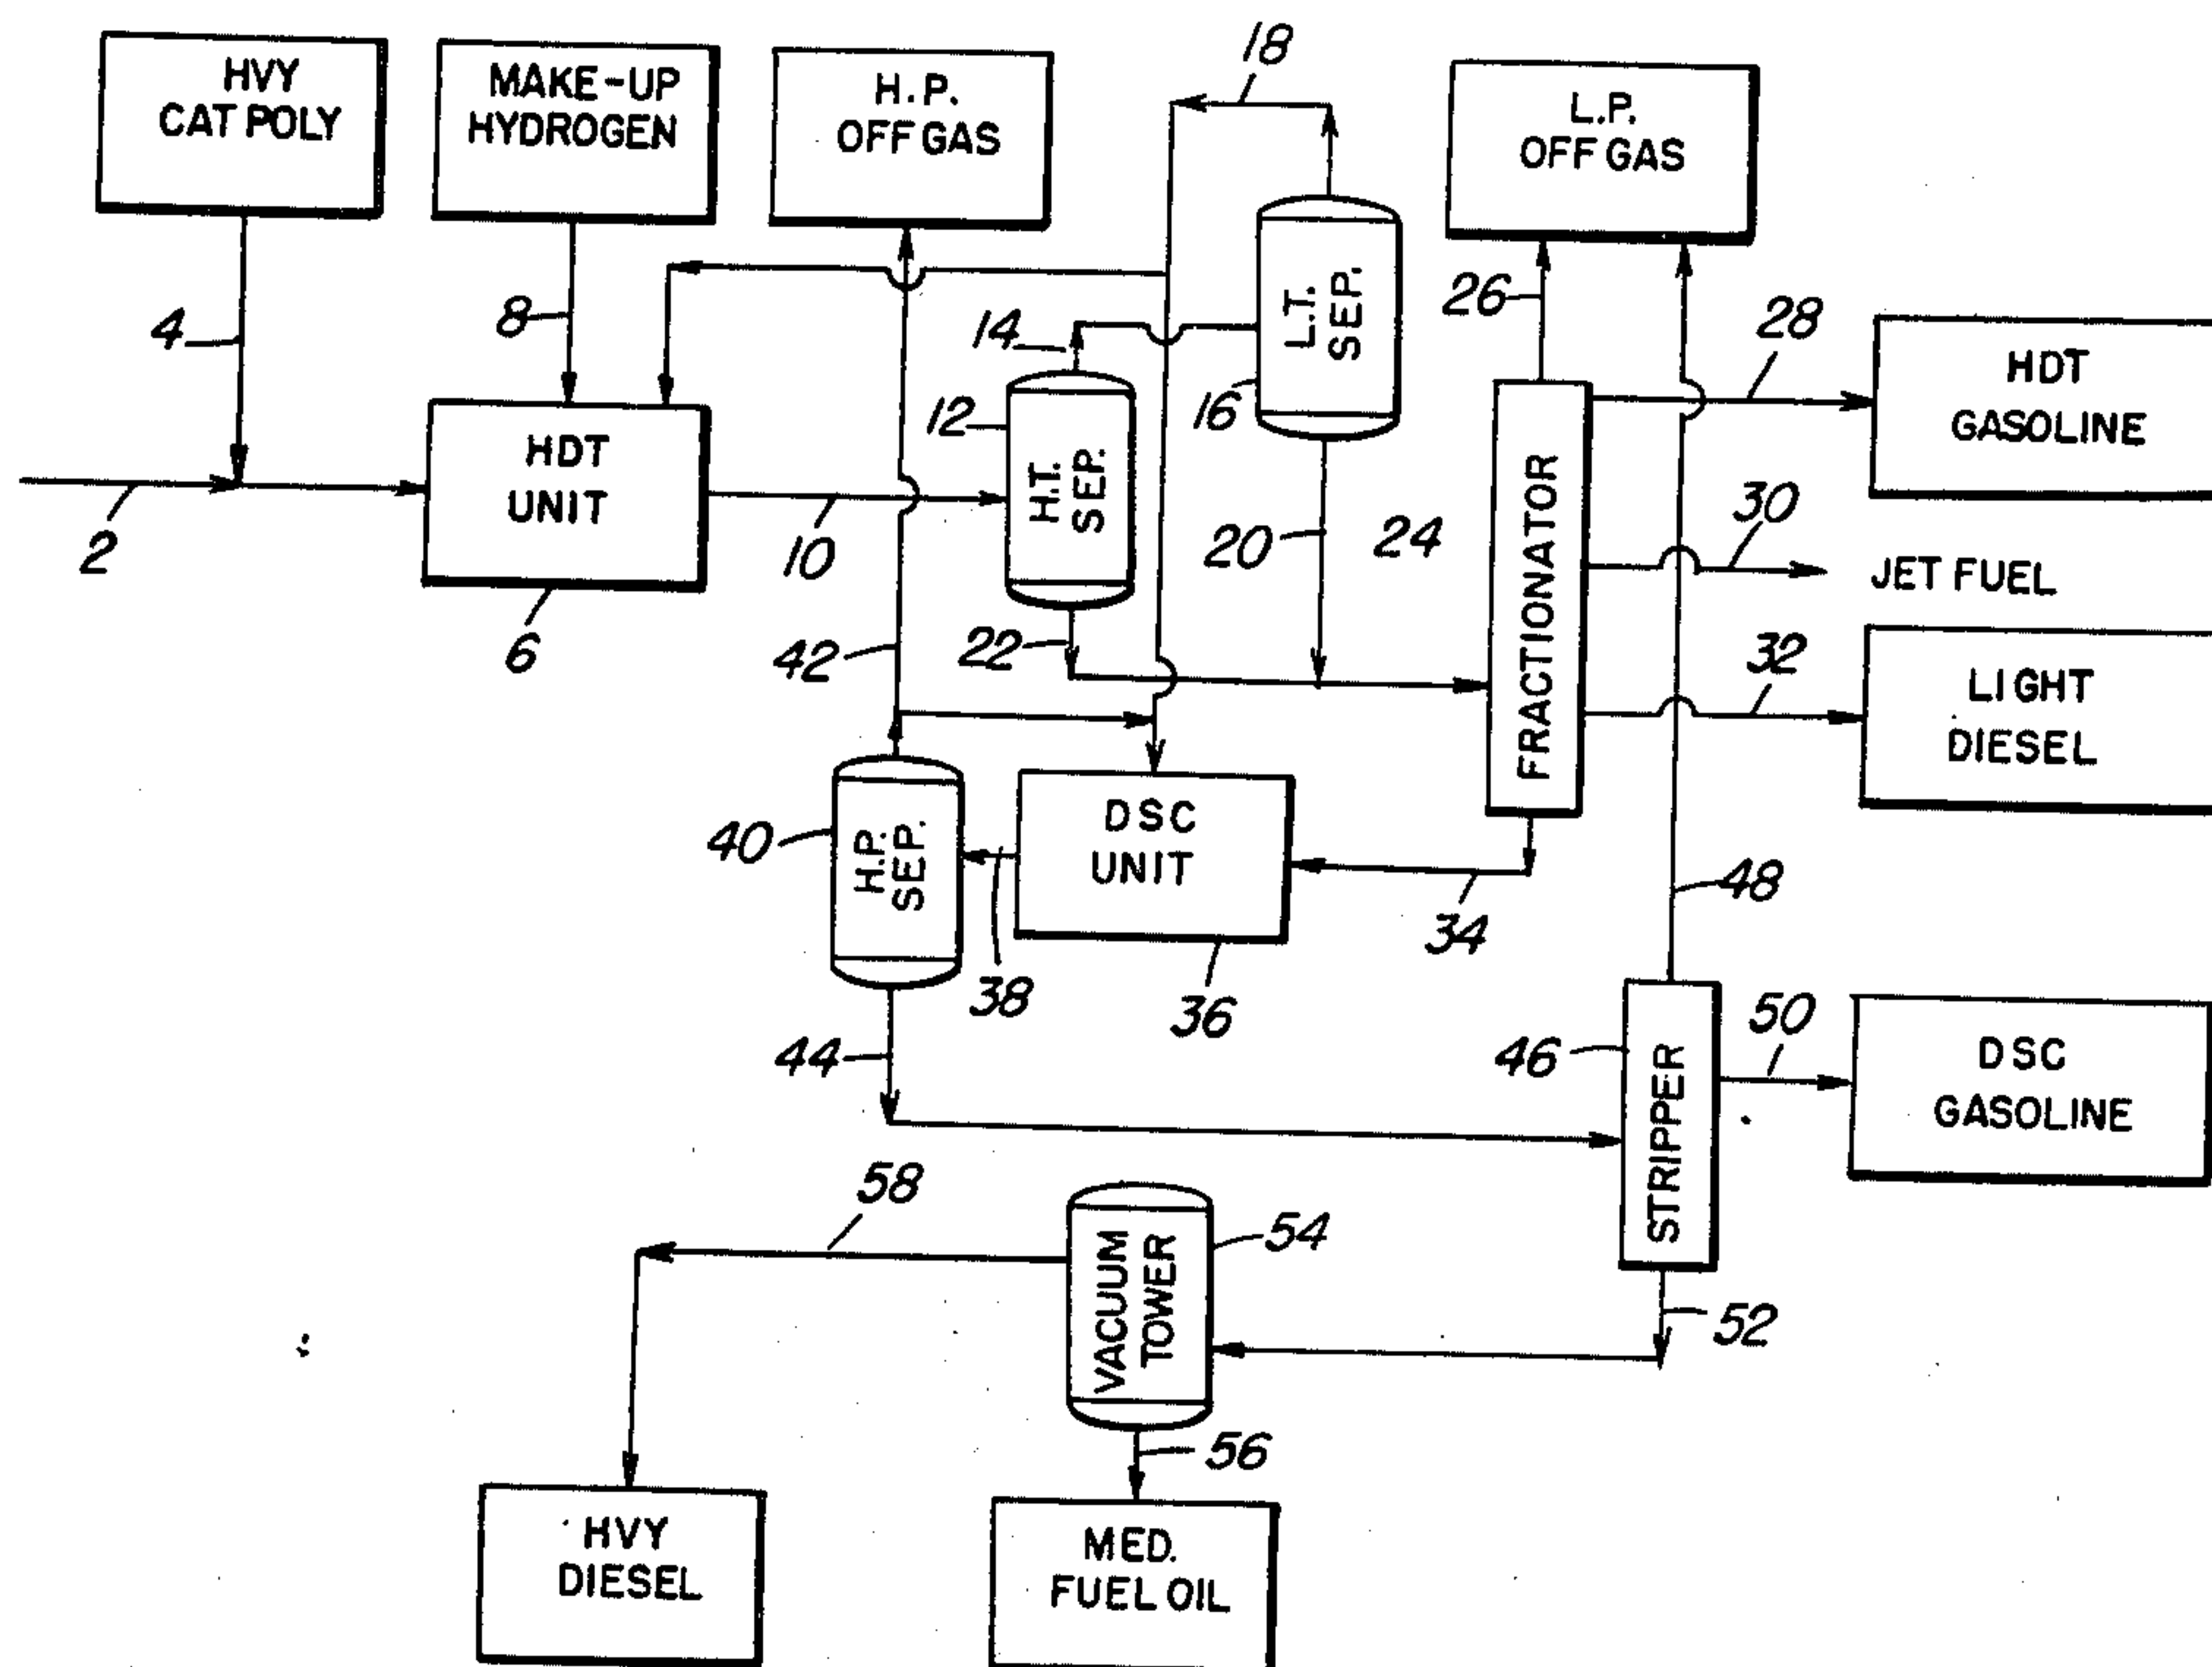 HVY
CAT POLY
MAKE-UP
HYDROGEN
H.P.
OFF GAS
18
L.P.
OFF GAS
4
8
14
26
28
HDT
GASOLINE
L.T.
SEP.
16
12
HDT
UNIT
H.T.
SEP.
2
10
20
24
FRACTIONATOR
30
JET FUEL
6
42
22
32
LIGHT
DIESEL
40
H.P.
SEP.
DSC
UNIT
34
48
38
36
44
46
STRIPPER
50
DSC
GASOLINE
58
VACUUM
TOWER
54
52
56
HVY
DIESEL
MED.
FUEL OIL